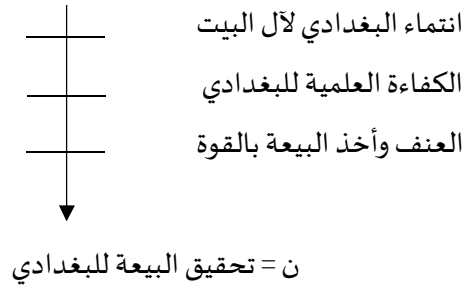 انتماء البغدادي لآل البيت
الكفاءة العلمية للبغدادي
العنف وأخذ البيعة بالقوة
ن = تحقيق البيعة للبغدادي